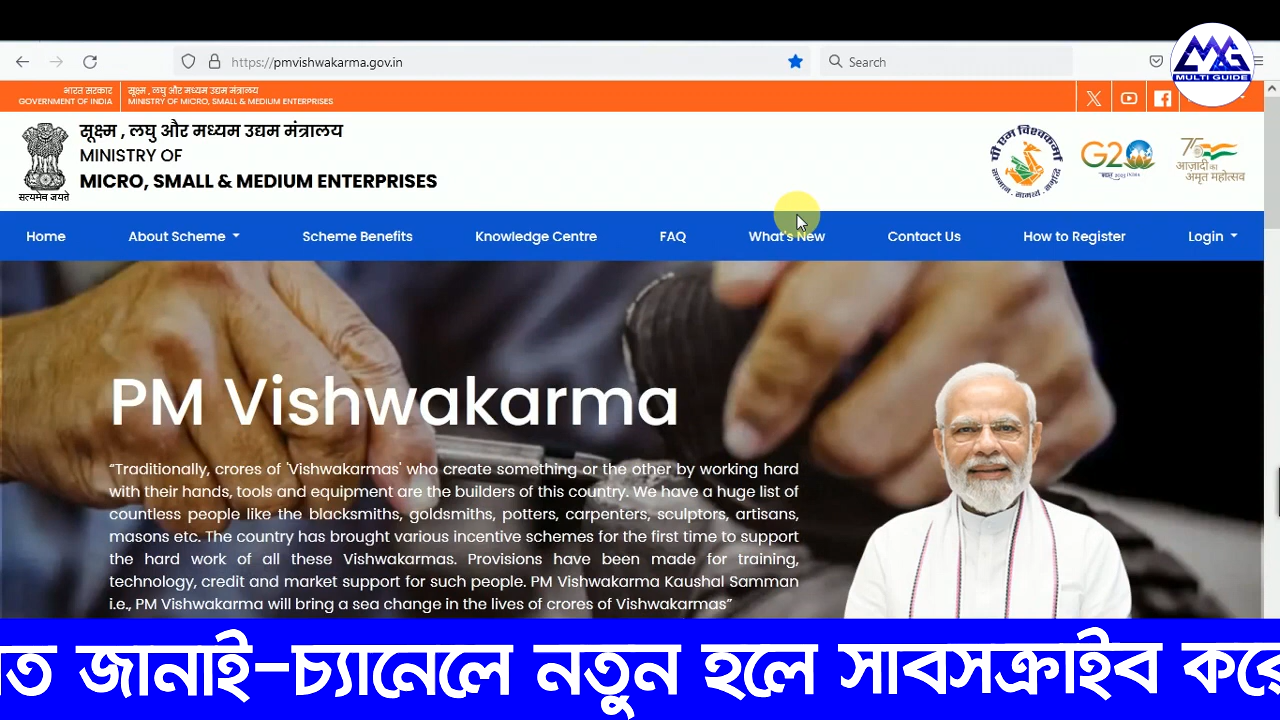 https://pmvishwakarma.gov.in
Search
MULTI GUIDE
भारत सरकार
GOVERNMENT OF INDIA
सूक्ष्म , लघु और मध्यम उद्यम मंत्रालय
MINISTRY OF MICRO, SMALL & MEDIUM ENTERPRISES
सूक्ष्म , लघु और मध्यम उद्यम मंत्रालय
MINISTRY OF
MICRO, SMALL & MEDIUM ENTERPRISES
सत्यमेव जयते
पी एम विश्वकर्मा
सम्मान सामर्थ्य समृद्धि
G20
75
आज़ादी का
अमृत महोत्सव
Home
About Scheme
Scheme Benefits
Knowledge Centre
FAQ
What's New
Contact Us
How to Register
Login
PM Vishwakarma
“Traditionally, crores of 'Vishwakarmas' who create something or the other by working hard
with their hands, tools and equipment are the builders of this country. We have a huge list of
countless people like the blacksmiths, goldsmiths, potters, carpenters, sculptors, artisans,
masons etc. The country has brought various incentive schemes for the first time to support
the hard work of all these Vishwakarmas. Provisions have been made for training,
technology, credit and market support for such people. PM Vishwakarma Kaushal Samman
i.e., PM Vishwakarma will bring a sea change in the lives of crores of Vishwakarmas”
জানাই-চ্যানেলে নতুন হলে সাবসক্রাইব